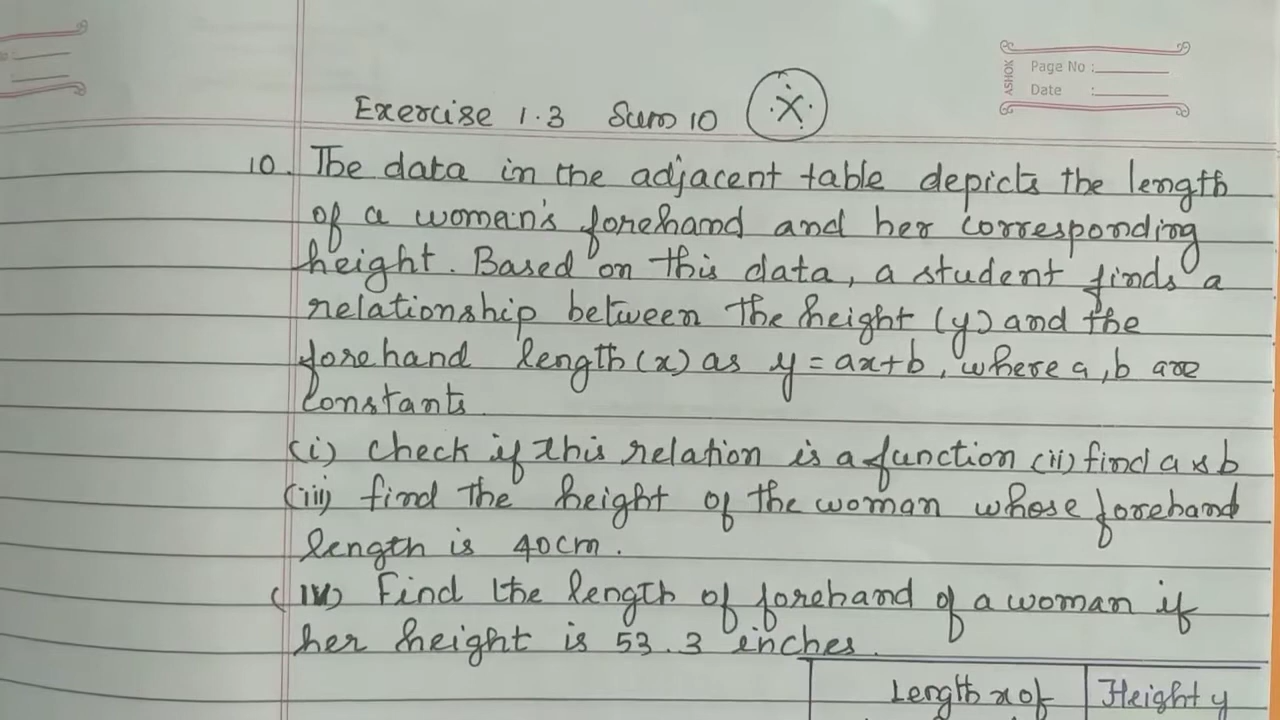 ASHOK
Page No :
Date :
Exercise 1.3 Sum 10
10. The data in the adjacent table depicts the length
of a woman's forehand and her corresponding
height. Based on this data, a student finds a
relationship between the height (y) and the
forehand length (x) as y = ax+b, where a, b are
constants.
(i) check if this relation is a function (ii) find a & b
(iii) find the height of the woman whose forehand
length is 40cm.
(iv) Find the length of forehand of a woman if
her height is 53.3 inches.
Length x of Height y